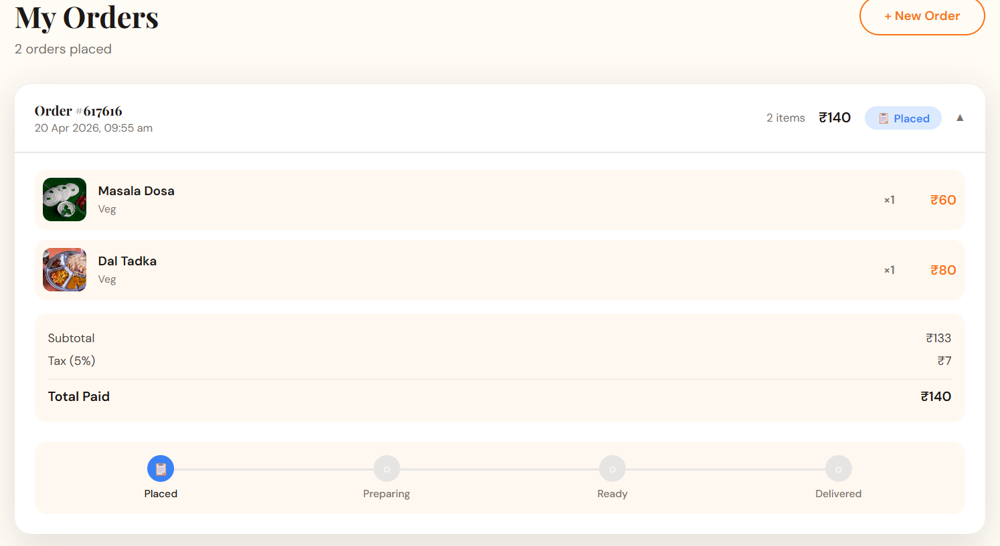 My Orders
+ New Order
2 orders placed
Order #617616
20 Apr 2026, 09:55 am
2 items ₹140 Placed ▲
Masala Dosa
Veg
×1 ₹60
Dal Tadka
Veg
×1 ₹80
Subtotal ₹133
Tax (5%) ₹7
Total Paid ₹140
Placed Preparing Ready Delivered